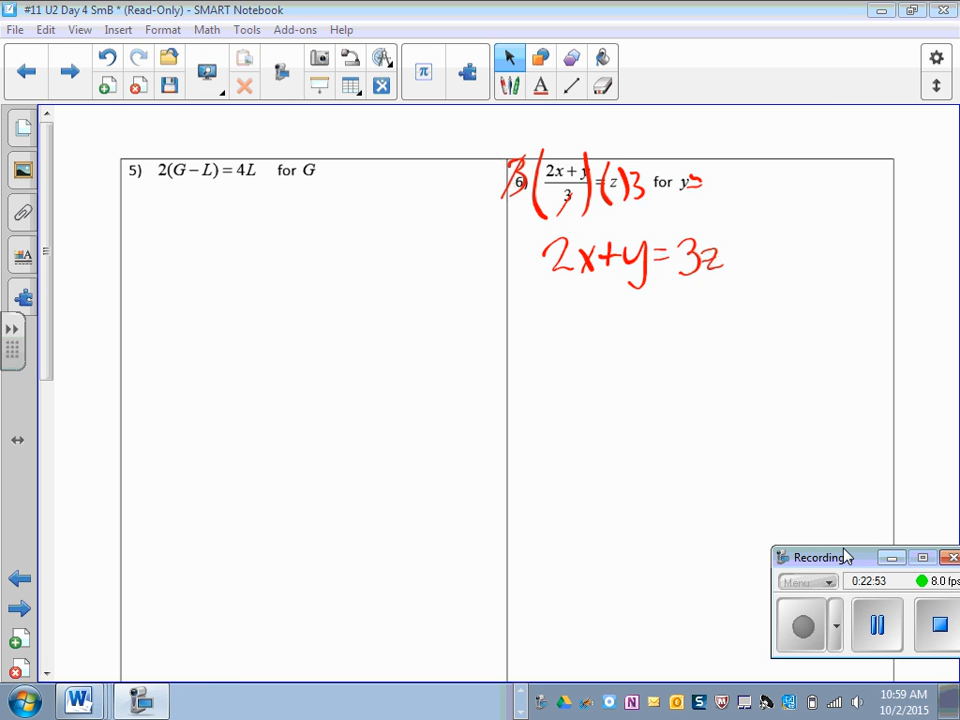 #11 U2 Day 4 SmB * (Read-Only) - SMART Notebook
File Edit View Insert Format Math Tools Add-ons Help
5) 2(G – L) = 4L for G
6) 3 ( (2x + y)/3 ) = ( z ) 3 for y =
2x+y=3z
Recording
Menu 0:22:53 8.0 fps
10:59 AM
10/2/2015